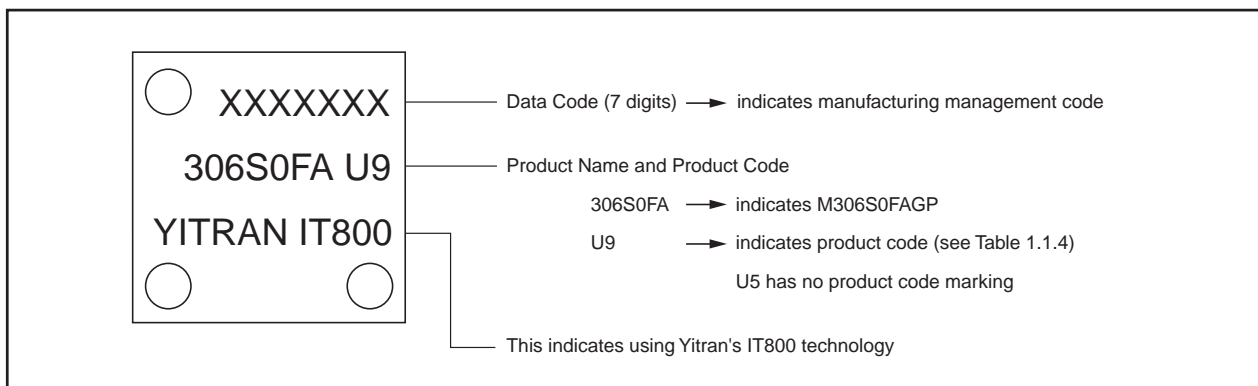 XXXXXXX
Data Code (7 digits) → indicates manufacturing management code
306S0FA U9
Product Name and Product Code
306S0FA → indicates M306S0FAGP
YITRAN IT800
U9 → indicates product code (see Table 1.1.4)
U5 has no product code marking
This indicates using Yitran's IT800 technology